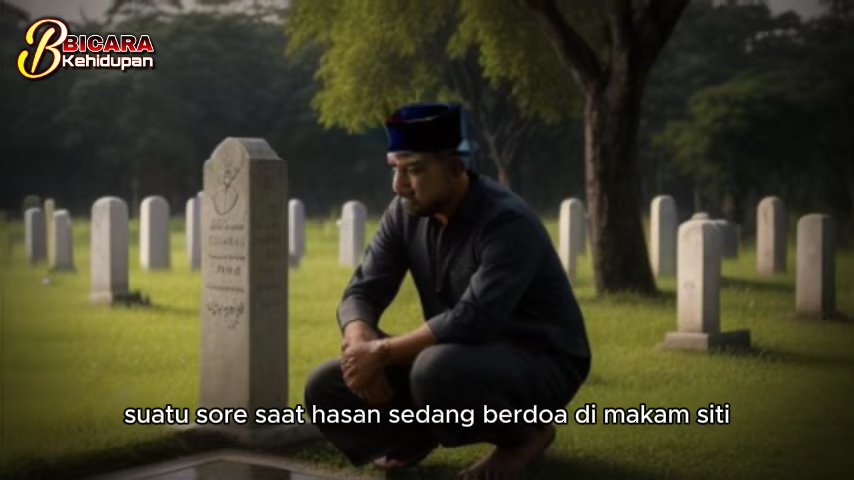 BICARA
Kehidupan
suatu sore saat hasan sedang berdoa di makam siti